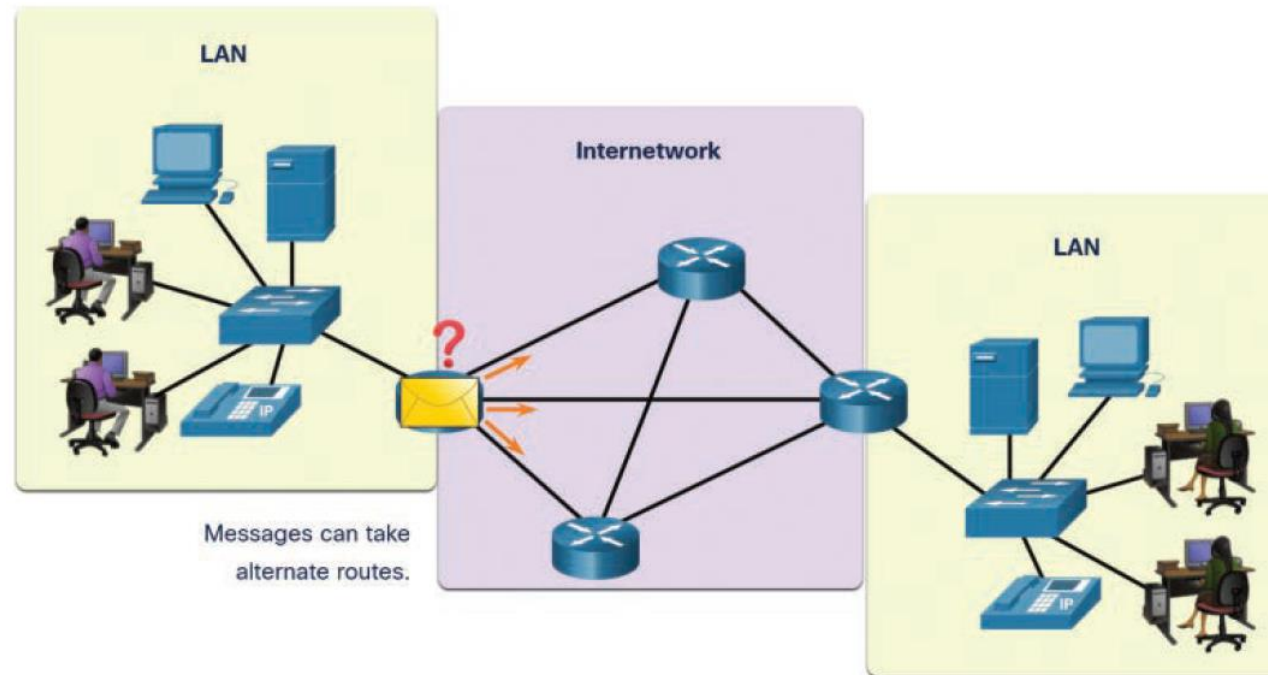 LAN
Internetwork
LAN
?
IP
Messages can take
alternate routes.
IP